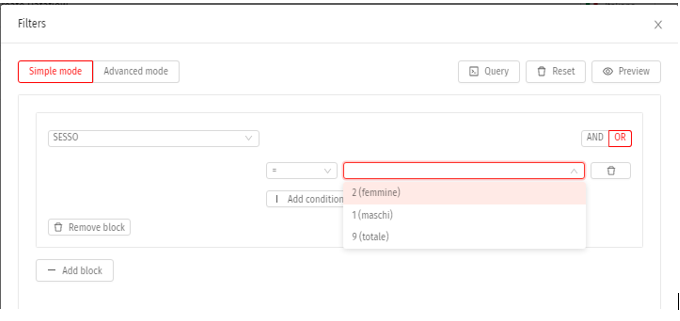 Filters
Simple mode Advanced mode Query Reset Preview
SESSO AND OR
=
2 (femmine)
Add condition
1 (maschi)
Remove block
9 (totale)
Add block